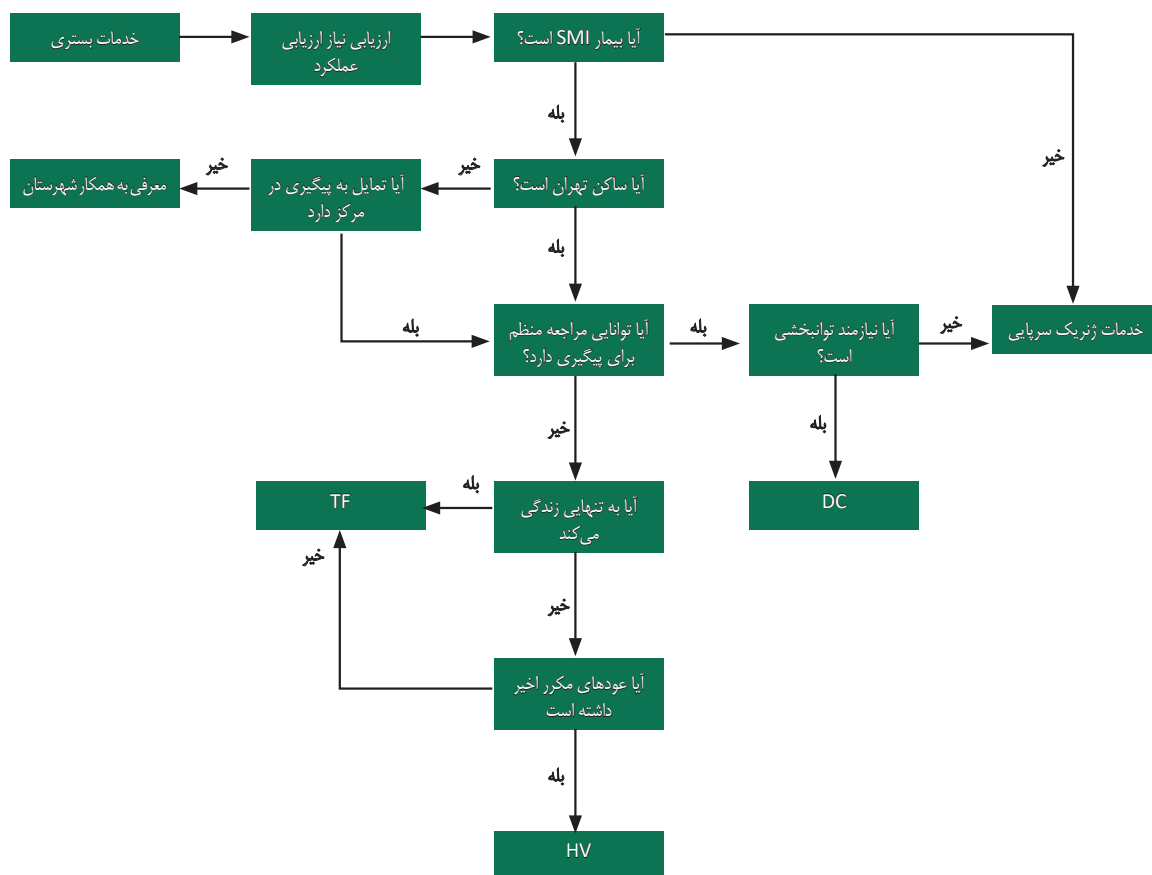 خدمات بستری
ارزیابی نیاز ارزیابی
عملکرد
آیا بیمار SMI است؟
بله
خیر
معرفی به همکار شهرستان
خیر
آیا تمایل به پیگیری در
مرکز دارد
خیر
آیا ساکن تهران است؟
بله
بله
آیا توانایی مراجعه منظم
برای پیگیری دارد؟
بله
آیا نیازمند توانبخشی
است؟
خیر
خدمات ژنریک سرپایی
خیر
بله
TF
بله
آیا به تنهایی زندگی
می‌کند
DC
خیر
خیر
آیا عودهای مکرر اخیر
داشته است
بله
HV